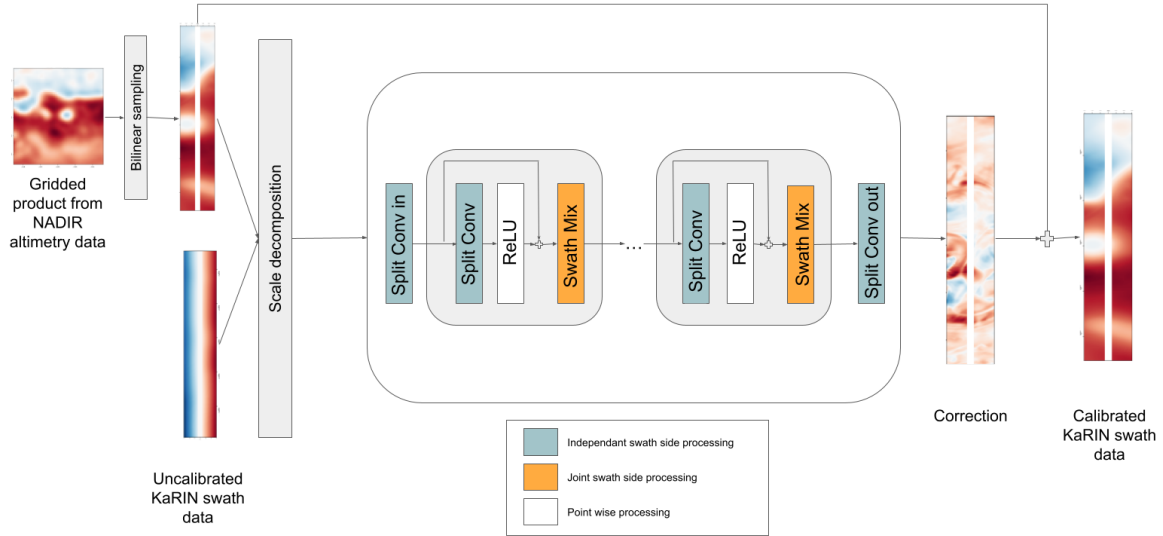 Gridded
product from
NADIR
altimetry data
Bilinear sampling
Uncalibrated
KaRIN swath
data
Scale decomposition
Split Conv in
Split Conv
ReLU
Swath Mix
...
Split Conv
ReLU
Swath Mix
Split Conv out
Correction
Calibrated
KaRIN swath
data
Independant swath side processing
Joint swath side processing
Point wise processing